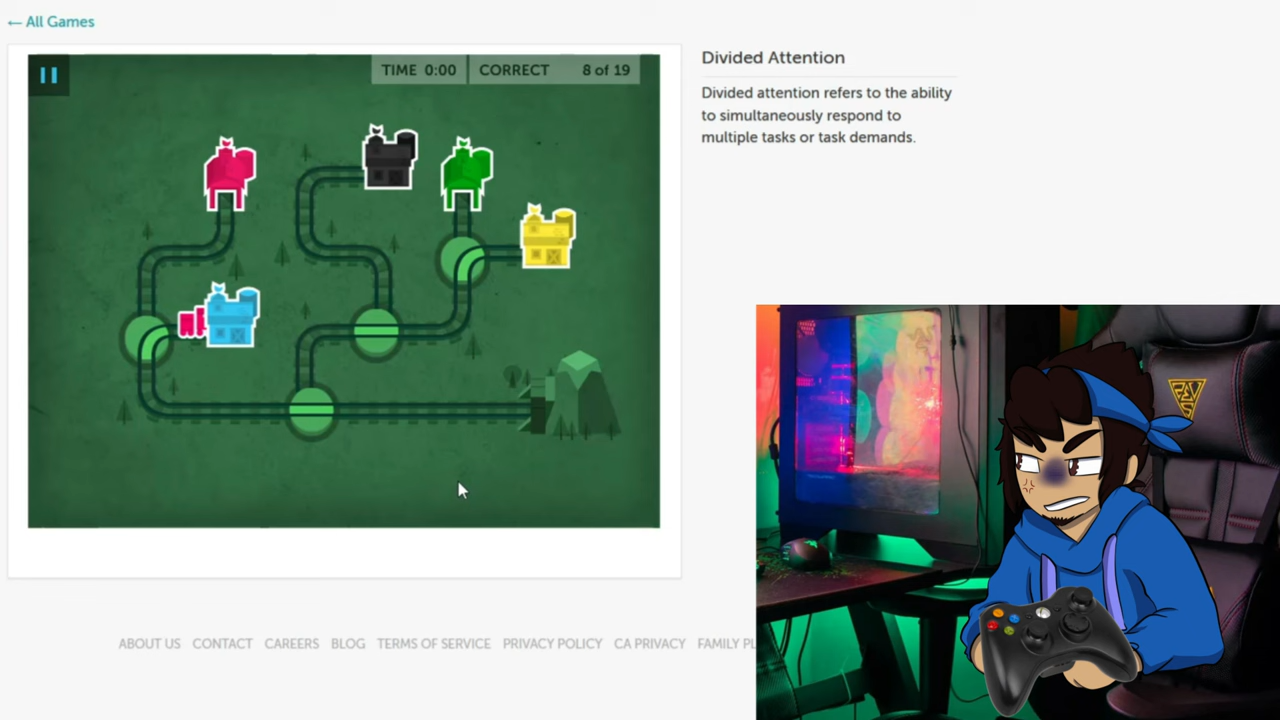 ← All Games
TIME 0:00 CORRECT 8 of 19
Divided Attention
Divided attention refers to the ability
to simultaneously respond to
multiple tasks or task demands.
ABOUT US CONTACT CAREERS BLOG TERMS OF SERVICE PRIVACY POLICY CA PRIVACY FAMILY PL